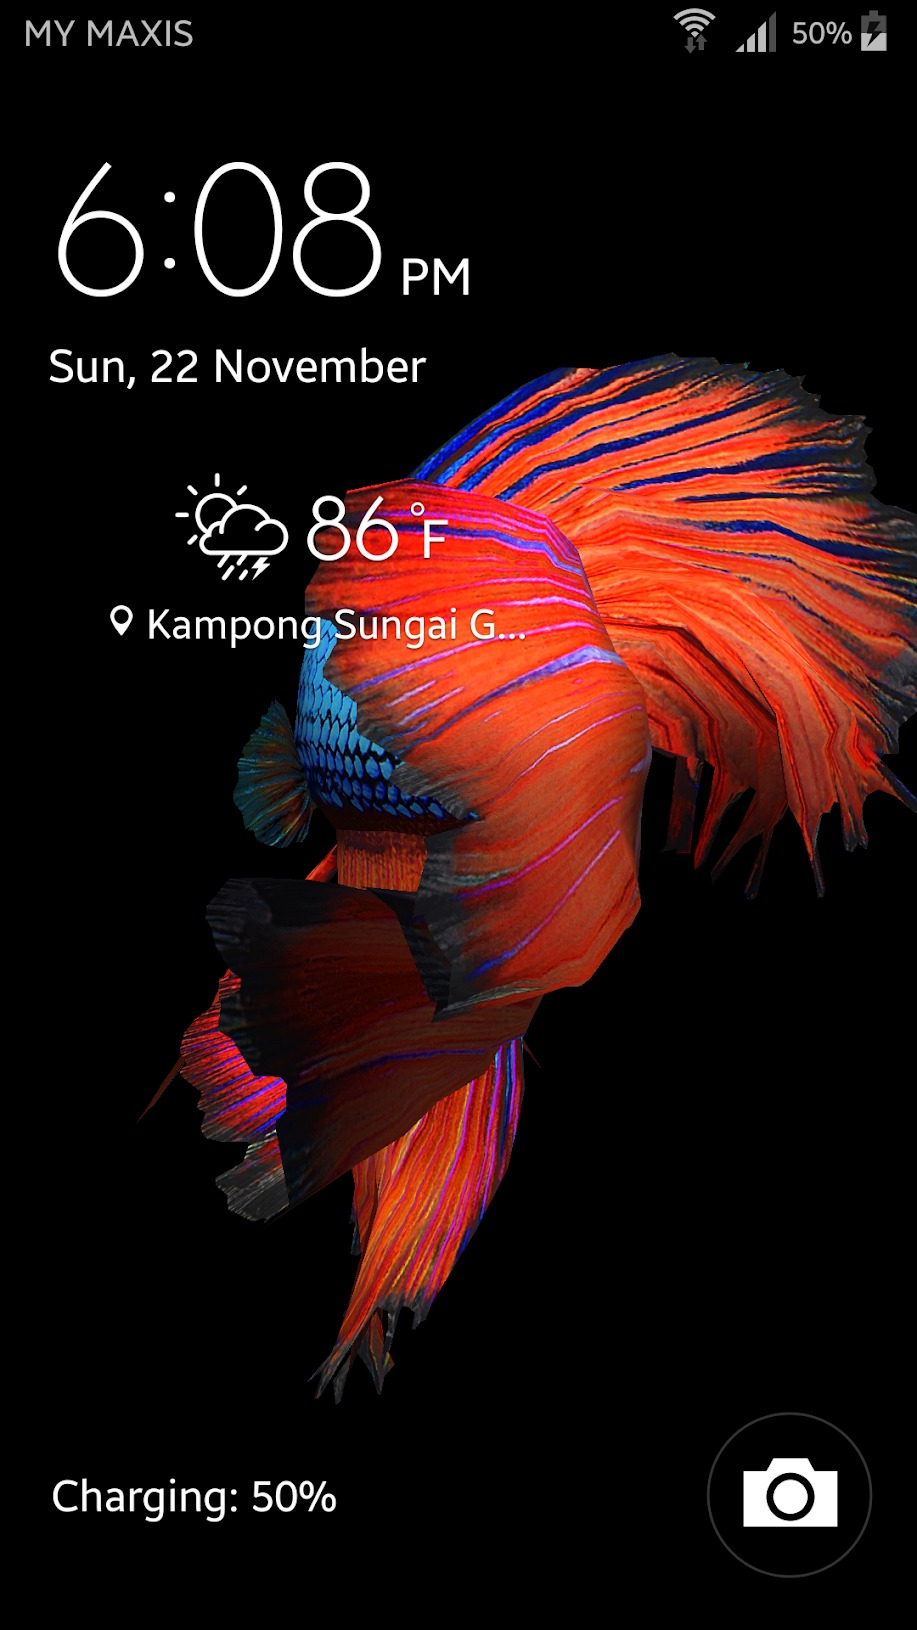 MY MAXIS 50%
6:08 PM
Sun, 22 November
86°F
Kampong Sungai G...
Charging: 50%